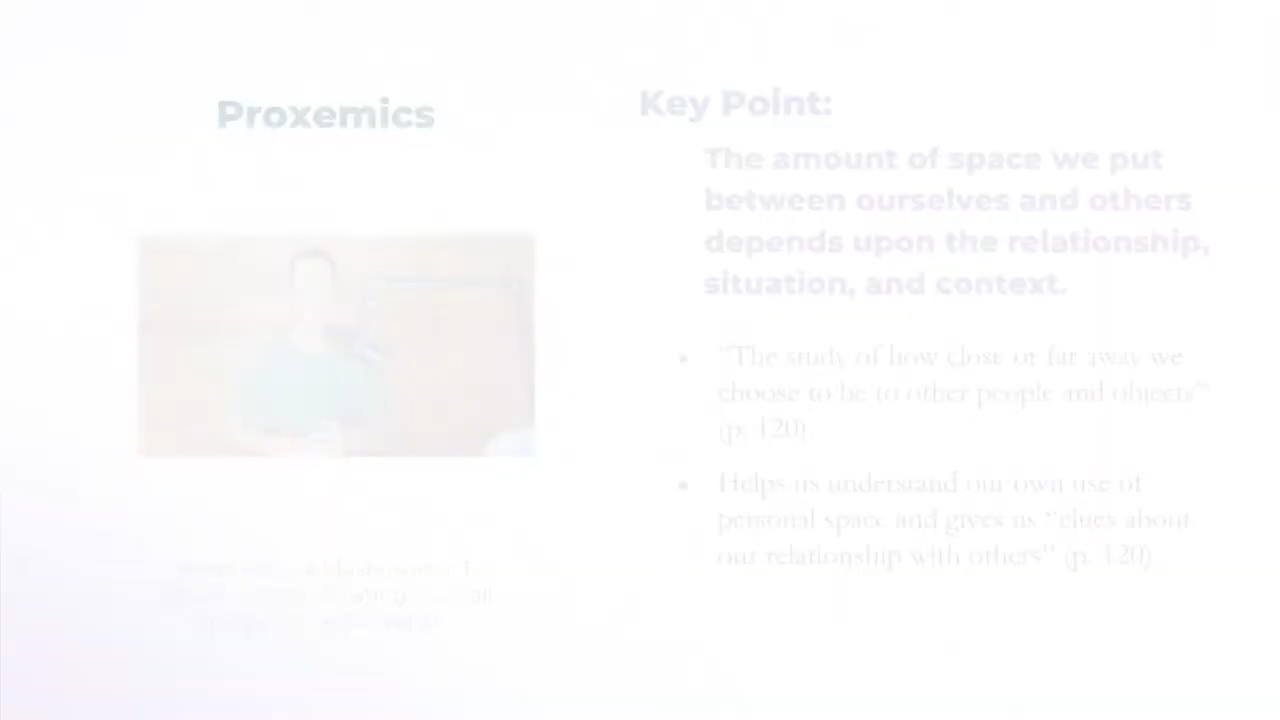 Proxemics
Key Point:
The amount of space we put
between ourselves and others
depends upon the relationship,
situation, and context.
• "The study of how close or far away we
choose to be to other people and objects"
(p. 120)
• Helps us understand our own use of
personal space and gives us "clues about
our relationship with others" (p. 120)